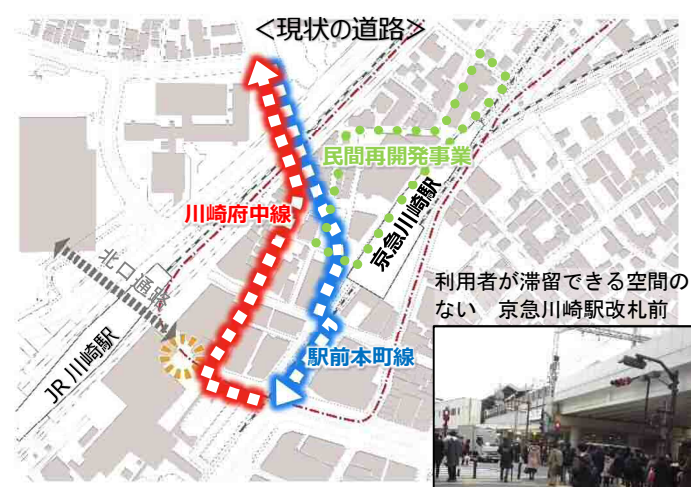 <現状の道路>
民間再開発事業
川崎府中線
京急川崎駅
北口通路
利用者が滞留できる空間の
ない 京急川崎駅改札前
JR川崎駅
駅前本町線